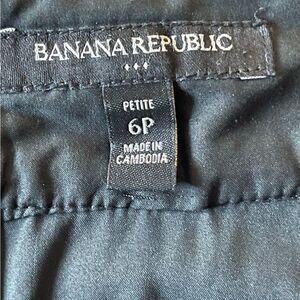 BANANA REPUBLIC
PETITE
6P
MADE IN
CAMBODIA